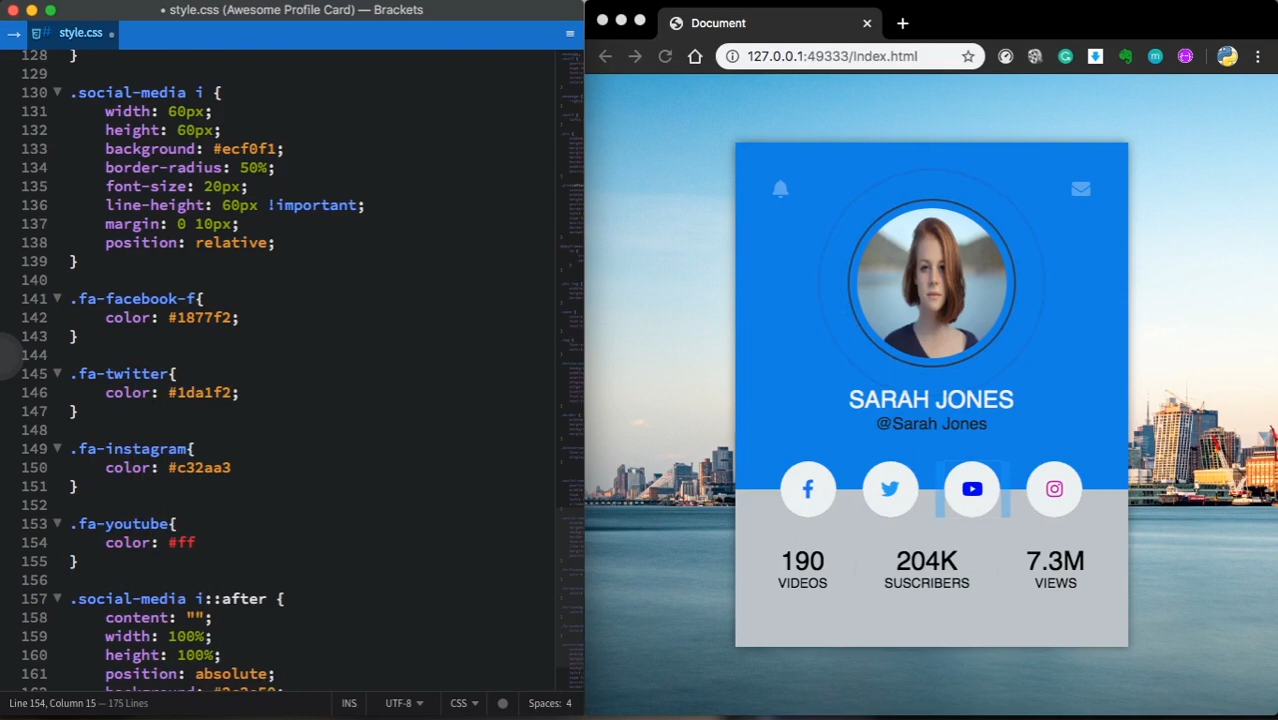 • style.css (Awesome Profile Card) — Brackets
style.css
128 }
129
130 .social-media i {
131 width: 60px;
132 height: 60px;
133 background: #ecf0f1;
134 border-radius: 50%;
135 font-size: 20px;
136 line-height: 60px !important;
137 margin: 0 10px;
138 position: relative;
139 }
140
141 .fa-facebook-f{
142 color: #1877f2;
143 }
144
145 .fa-twitter{
146 color: #1da1f2;
147 }
148
149 .fa-instagram{
150 color: #c32aa3
151 }
152
153 .fa-youtube{
154 color: #ff
155 }
156
157 .social-media i::after {
158 content: "";
159 width: 100%;
160 height: 100%;
161 position: absolute;
Line 154, Column 15 — 175 Lines
INS
UTF-8
CSS
Spaces: 4
Document
127.0.0.1:49333/index.html
SARAH JONES
@Sarah Jones
190 204K 7.3M
VIDEOS SUSCRIBERS VIEWS